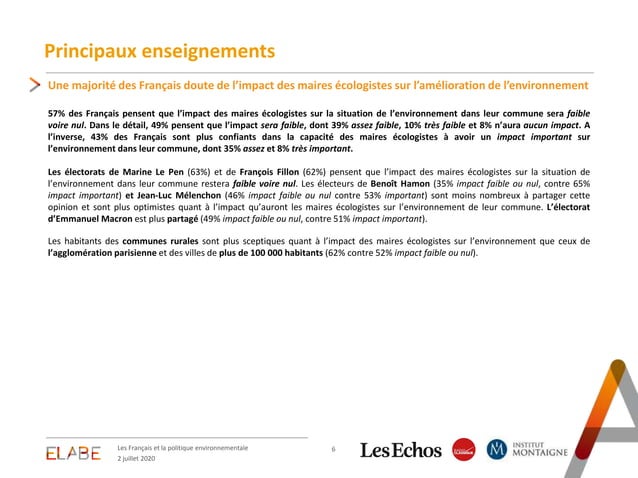 Principaux enseignements
Une majorité des Français doute de l’impact des maires écologistes sur l’amélioration de l’environnement
57% des Français pensent que l’impact des maires écologistes sur la situation de l’environnement dans leur commune sera faible
voire nul. Dans le détail, 49% pensent que l’impact sera faible, dont 39% assez faible, 10% très faible et 8% n’aura aucun impact. A
l’inverse, 43% des Français sont plus confiants dans la capacité des maires écologistes à avoir un impact important sur
l’environnement dans leur commune, dont 35% assez et 8% très important.
Les électorats de Marine Le Pen (63%) et de François Fillon (62%) pensent que l’impact des maires écologistes sur la situation de
l’environnement dans leur commune restera faible voire nul. Les électeurs de Benoît Hamon (35% impact faible ou nul, contre 65%
impact important) et Jean-Luc Mélenchon (46% impact faible ou nul contre 53% important) sont moins nombreux à partager cette
opinion et sont plus optimistes quant à l’impact qu’auront les maires écologistes sur l’environnement de leur commune. L’électorat
d’Emmanuel Macron est plus partagé (49% impact faible ou nul, contre 51% impact important).
Les habitants des communes rurales sont plus sceptiques quant à l’impact des maires écologistes sur l’environnement que ceux de
l’agglomération parisienne et des villes de plus de 100 000 habitants (62% contre 52% impact faible ou nul).
ELABE
Les Français et la politique environnementale
2 juillet 2020
6
Les Echos
RADIO CLASSIQUE
M
INSTITUT
MONTAIGNE